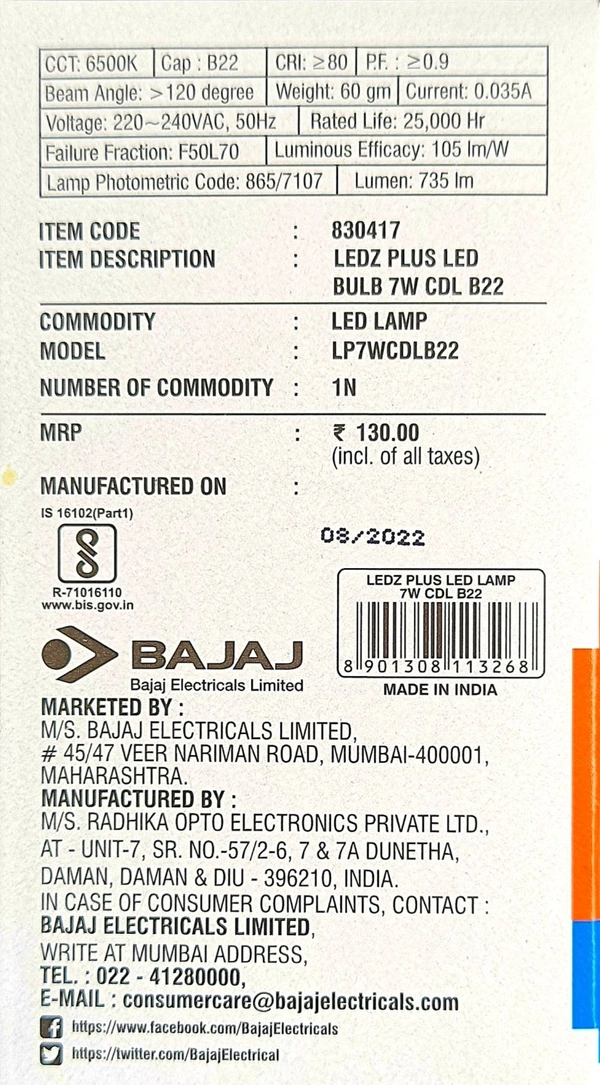 CCT: 6500K Cap : B22 CRI: ≥80 P.F. : ≥0.9
Beam Angle: >120 degree Weight: 60 gm Current: 0.035A
Voltage: 220~240VAC, 50Hz Rated Life: 25,000 Hr
Failure Fraction: F50L70 Luminous Efficacy: 105 lm/W
Lamp Photometric Code: 865/7107 Lumen: 735 lm
ITEM CODE : 830417
ITEM DESCRIPTION : LEDZ PLUS LED
BULB 7W CDL B22
COMMODITY : LED LAMP
MODEL : LP7WCDLB22
NUMBER OF COMMODITY : 1N
MRP : ₹ 130.00
(incl. of all taxes)
MANUFACTURED ON :
08/2022
IS 16102(Part1)
R-71016110
www.bis.gov.in
LEDZ PLUS LED LAMP
7W CDL B22
8 901308 113268
MADE IN INDIA
BAJAJ
Bajaj Electricals Limited
MARKETED BY :
M/S. BAJAJ ELECTRICALS LIMITED,
# 45/47 VEER NARIMAN ROAD, MUMBAI-400001,
MAHARASHTRA.
MANUFACTURED BY :
M/S. RADHIKA OPTO ELECTRONICS PRIVATE LTD.,
AT - UNIT-7, SR. NO.-57/2-6, 7 & 7A DUNETHA,
DAMAN, DAMAN & DIU - 396210, INDIA.
IN CASE OF CONSUMER COMPLAINTS, CONTACT :
BAJAJ ELECTRICALS LIMITED,
WRITE AT MUMBAI ADDRESS,
TEL. : 022 - 41280000,
E-MAIL : consumercare@bajajelectricals.com
https://www.facebook.com/BajajElectricals
https://twitter.com/BajajElectrical